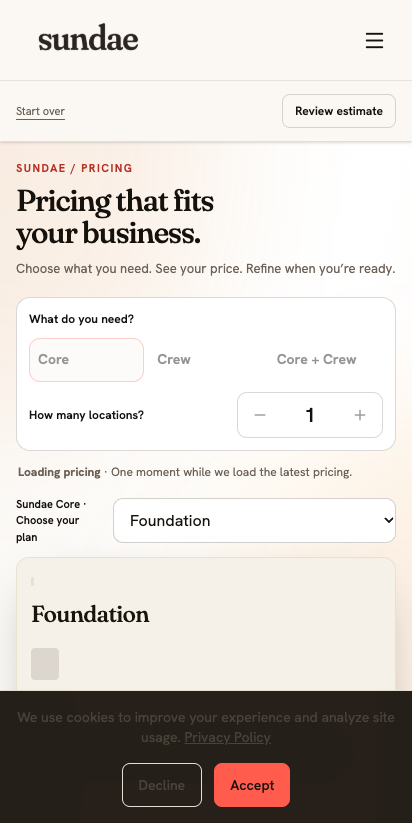 sundae
Start over
Review estimate
SUNDAE / PRICING
Pricing that fits
your business.
Choose what you need. See your price. Refine when you’re ready.
What do you need?
Core
Crew
Core + Crew
How many locations?
− 1 +
Loading pricing · One moment while we load the latest pricing.
Sundae Core ·
Choose your
plan
Foundation
Foundation
We use cookies to improve your experience and analyze site
usage. Privacy Policy
Decline
Accept